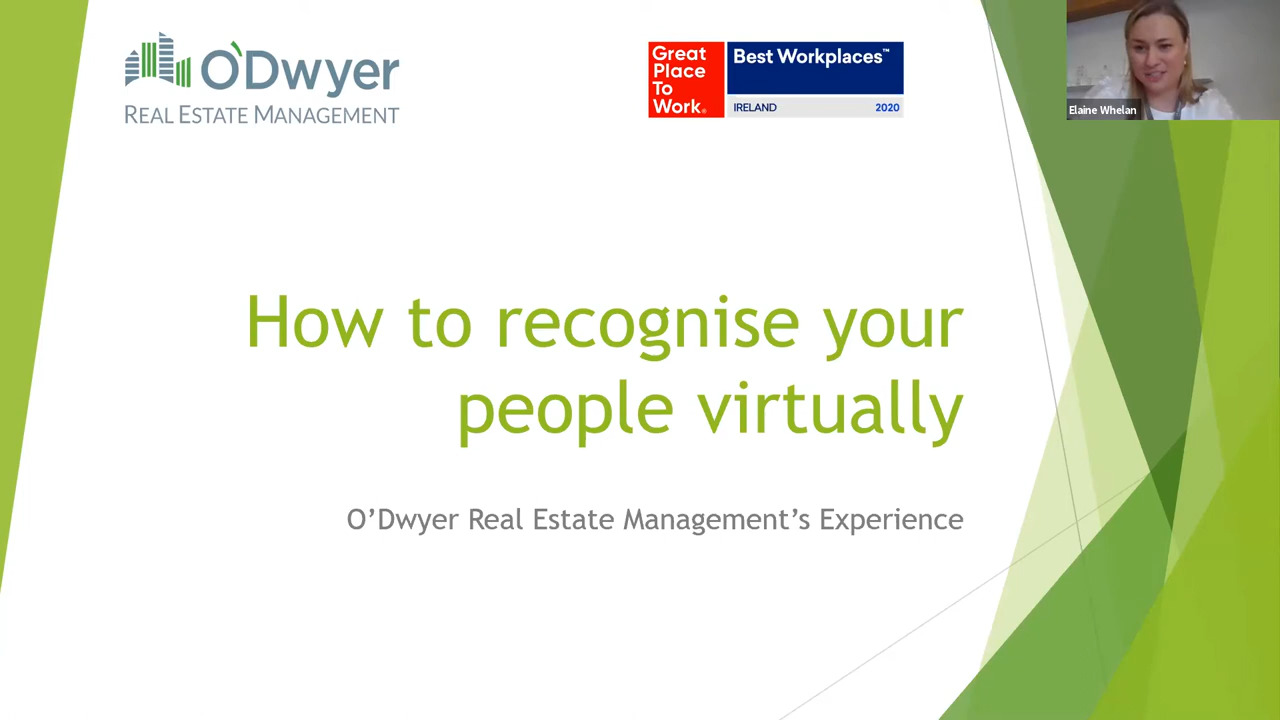 O'Dwyer
REAL ESTATE MANAGEMENT
Great
Place
To
Work®
Best Workplaces™
IRELAND 2020
Elaine Whelan
How to recognise your
people virtually
O’Dwyer Real Estate Management’s Experience